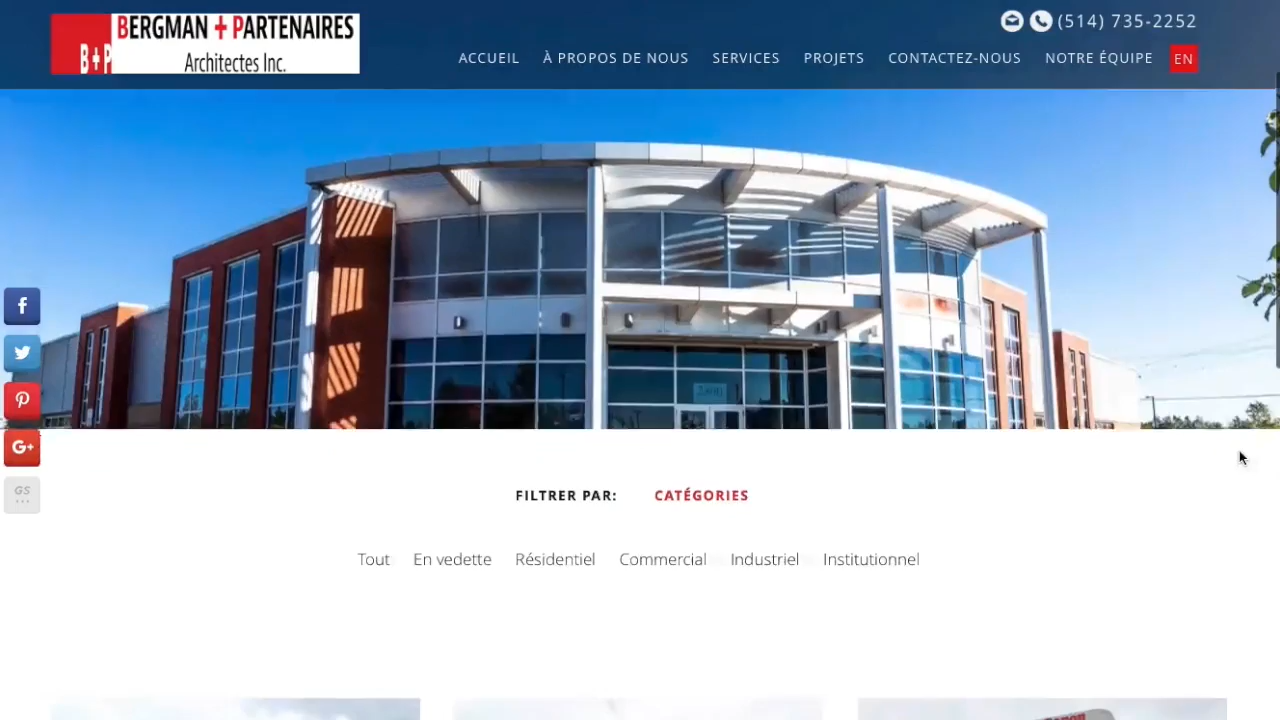 BERGMAN + PARTENAIRES
B+P
Architectes Inc.
(514) 735-2252
ACCUEIL À PROPOS DE NOUS SERVICES PROJETS CONTACTEZ-NOUS NOTRE ÉQUIPE EN
FILTRER PAR: CATÉGORIES
Tout En vedette Résidentiel Commercial Industriel Institutionnel
f
G+
GS